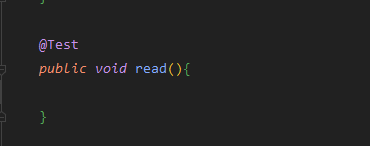 @Test
public void read(){
}